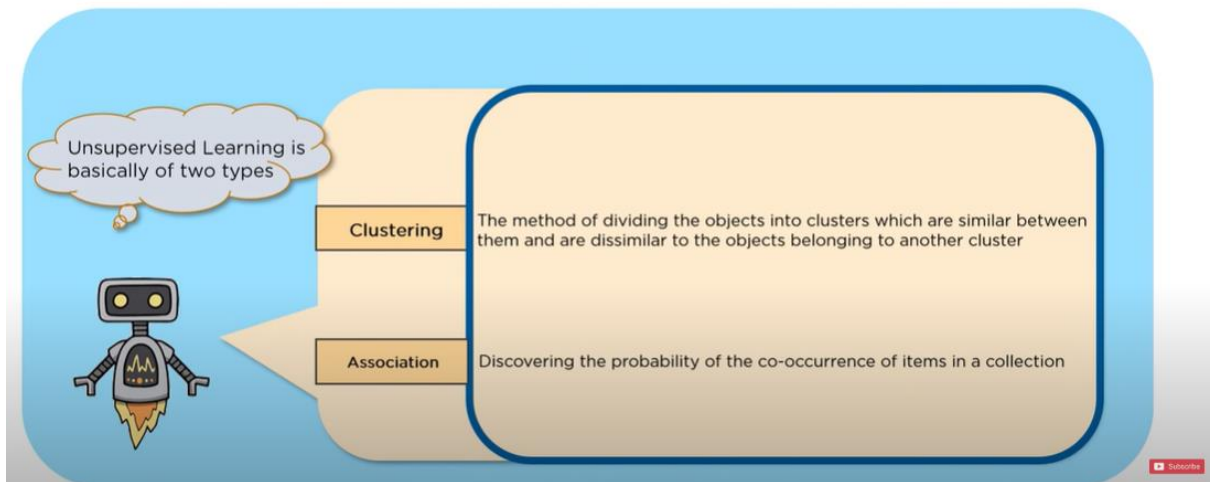 Unsupervised Learning is
basically of two types
Clustering
The method of dividing the objects into clusters which are similar between
them and are dissimilar to the objects belonging to another cluster
Association
Discovering the probability of the co-occurrence of items in a collection
Subscribe